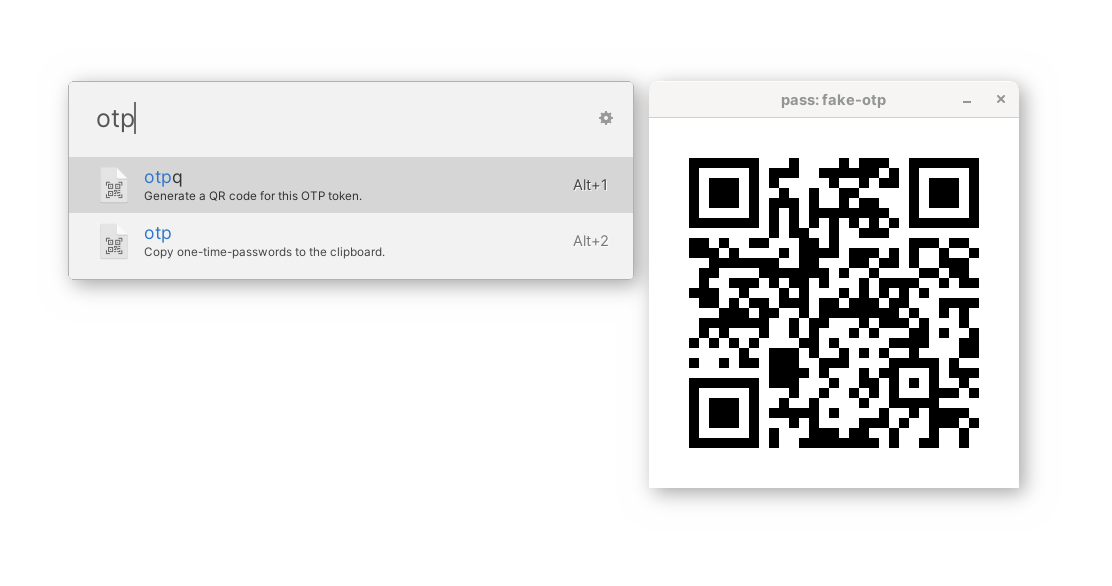 otp
otpq
Generate a QR code for this OTP token.
Alt+1
otp
Copy one-time-passwords to the clipboard.
Alt+2
pass: fake-otp